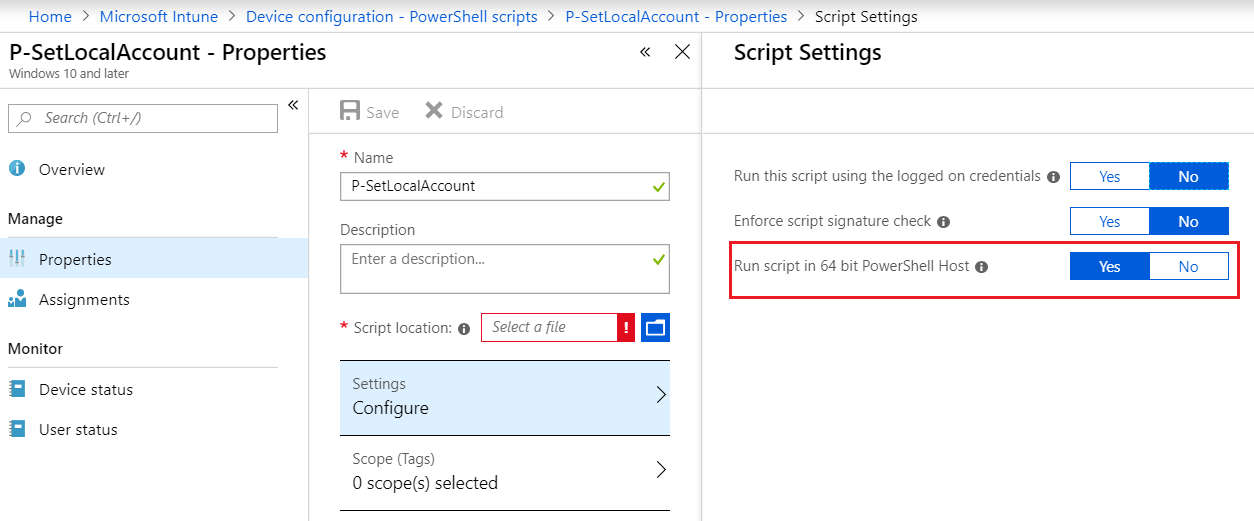 Home > Microsoft Intune > Device configuration - PowerShell scripts > P-SetLocalAccount - Properties > Script Settings
P-SetLocalAccount - Properties
Windows 10 and later
Search (Ctrl+/)
Overview
Manage
Properties
Assignments
Monitor
Device status
User status
Save Discard
* Name
P-SetLocalAccount
Description
Enter a description...
* Script location: Select a file !
Settings
Configure
Scope (Tags)
0 scope(s) selected
Script Settings
Run this script using the logged on credentials Yes No
Enforce script signature check Yes No
Run script in 64 bit PowerShell Host Yes No